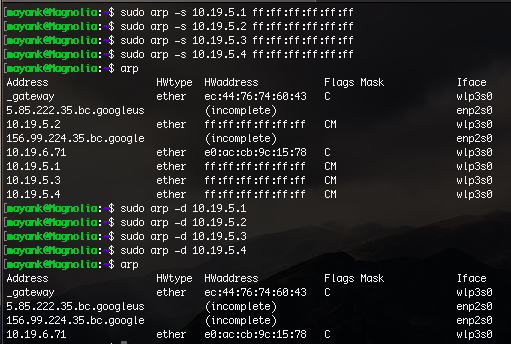 [mayank@Magnolia:~$ sudo arp -s 10.19.5.1 ff:ff:ff:ff:ff:ff
[mayank@Magnolia:~$ sudo arp -s 10.19.5.2 ff:ff:ff:ff:ff:ff
[mayank@Magnolia:~$ sudo arp -s 10.19.5.3 ff:ff:ff:ff:ff:ff
[mayank@Magnolia:~$ sudo arp -s 10.19.5.4 ff:ff:ff:ff:ff:ff
[mayank@Magnolia:~$ arp
Address HWtype HWaddress Flags Mask Iface
_gateway ether ec:44:76:74:60:43 C wlp3s0
5.85.222.35.bc.googleus (incomplete) enp2s0
10.19.5.2 ether ff:ff:ff:ff:ff:ff CM wlp3s0
156.99.224.35.bc.google (incomplete) enp2s0
10.19.6.71 ether e0:ac:cb:9c:15:78 C wlp3s0
10.19.5.1 ether ff:ff:ff:ff:ff:ff CM wlp3s0
10.19.5.3 ether ff:ff:ff:ff:ff:ff CM wlp3s0
10.19.5.4 ether ff:ff:ff:ff:ff:ff CM wlp3s0
[mayank@Magnolia:~$ sudo arp -d 10.19.5.1
[mayank@Magnolia:~$ sudo arp -d 10.19.5.2
[mayank@Magnolia:~$ sudo arp -d 10.19.5.3
[mayank@Magnolia:~$ sudo arp -d 10.19.5.4
[mayank@Magnolia:~$ arp
Address HWtype HWaddress Flags Mask Iface
_gateway ether ec:44:76:74:60:43 C wlp3s0
5.85.222.35.bc.googleus (incomplete) enp2s0
156.99.224.35.bc.google (incomplete) enp2s0
10.19.6.71 ether e0:ac:cb:9c:15:78 C wlp3s0